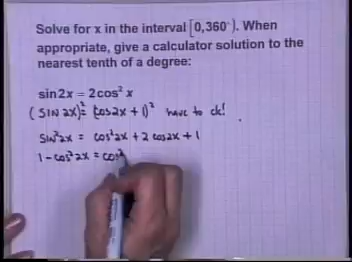 Solve for x in the interval [0,360°). When
appropriate, give a calculator solution to the
nearest tenth of a degree:
sin2x = 2cos² x
(SIN 2x)² = (cos2x + 1)² have to ck!
Sin²2x = cos²2x + 2 cos2x + 1
1 - cos²2x = cos²